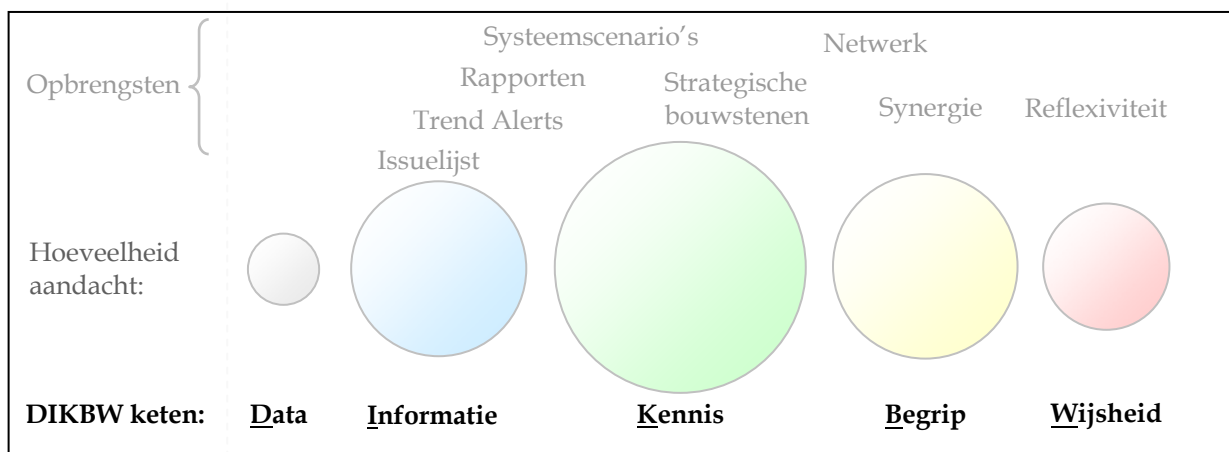 Systeemscenario's
Netwerk
Opbrengsten
Rapporten
Strategische
bouwstenen
Trend Alerts
Synergie
Reflexiviteit
Issuelijst
Hoeveelheid
aandacht:
DIKBW keten: Data Informatie Kennis Begrip Wijsheid